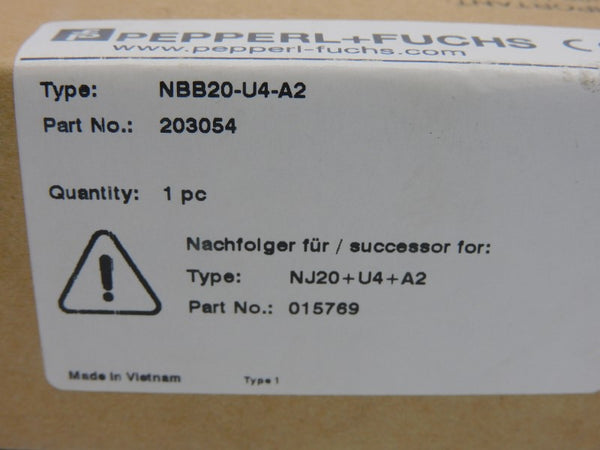 PEPPERL+FUCHS CE
www.pepperl-fuchs.com
Type: NBB20-U4-A2
Part No.: 203054
Quantity: 1 pc
Nachfolger für / successor for:
Type: NJ20+U4+A2
Part No.: 015769
Made in Vietnam Type 1